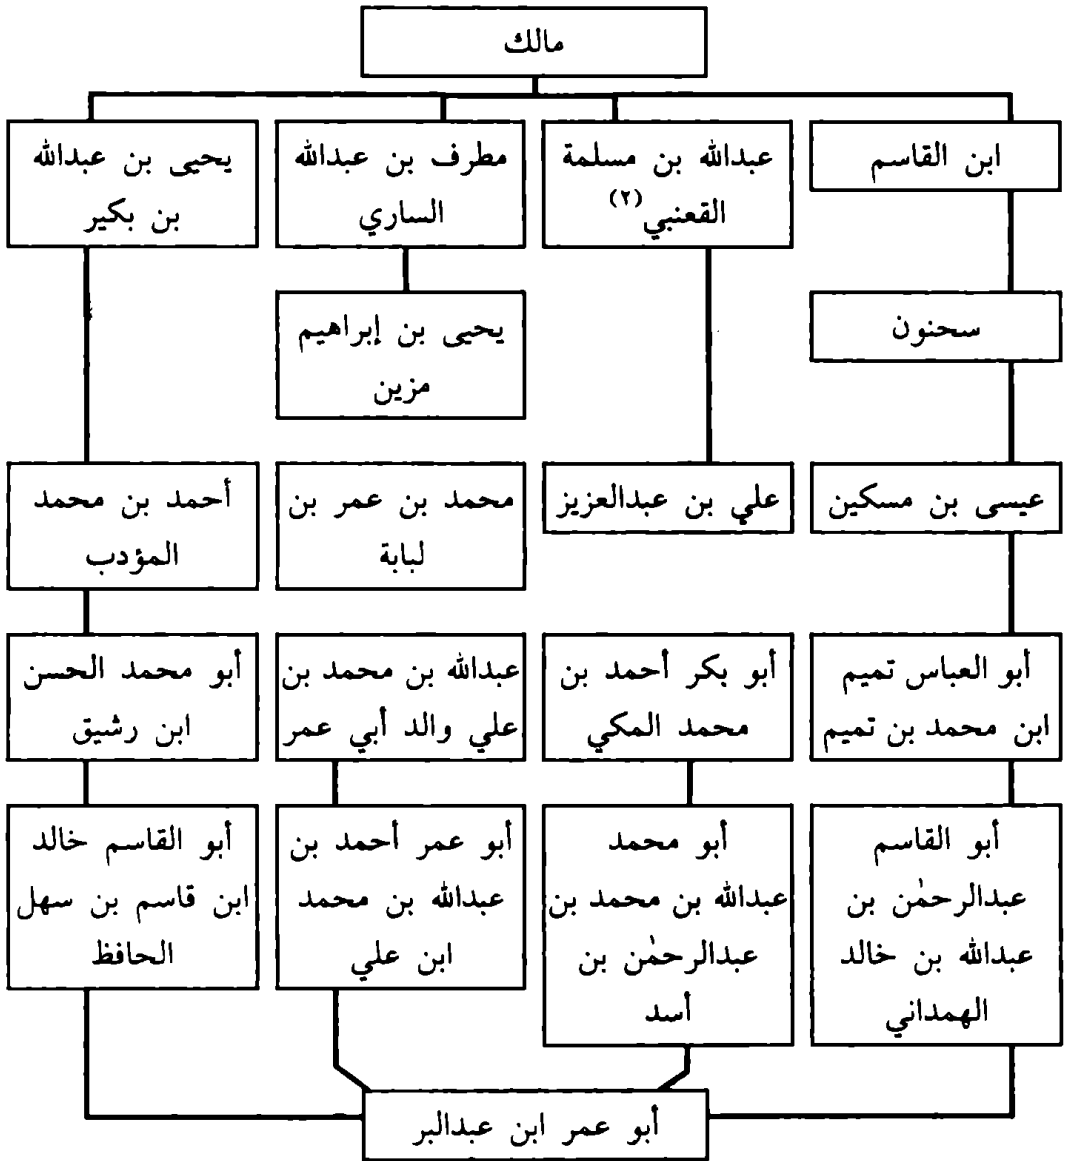 مالك
ابن القاسم
عبدالله بن مسلمة
القعنبي(٢)
مطرف بن عبدالله
الساري
يحيى بن عبدالله
بن بكير
سحنون
يحيى بن إبراهيم
مزين
عيسى بن مسكين
علي بن عبدالعزيز
محمد بن عمر بن
لبابة
أحمد بن محمد
المؤدب
أبو العباس تميم
ابن محمد بن تميم
أبو بكر أحمد بن
محمد المكي
عبدالله بن محمد بن
علي والد أبي عمر
أبو محمد الحسن
ابن رشيق
أبو القاسم
عبدالرحمٰن بن
عبدالله بن خالد
الهمداني
أبو محمد
عبدالله بن محمد بن
عبدالرحمٰن بن
أسد
أبو عمر أحمد بن
عبدالله بن محمد
ابن علي
أبو القاسم خالد
ابن قاسم بن سهل
الحافظ
أبو عمر ابن عبدالبر